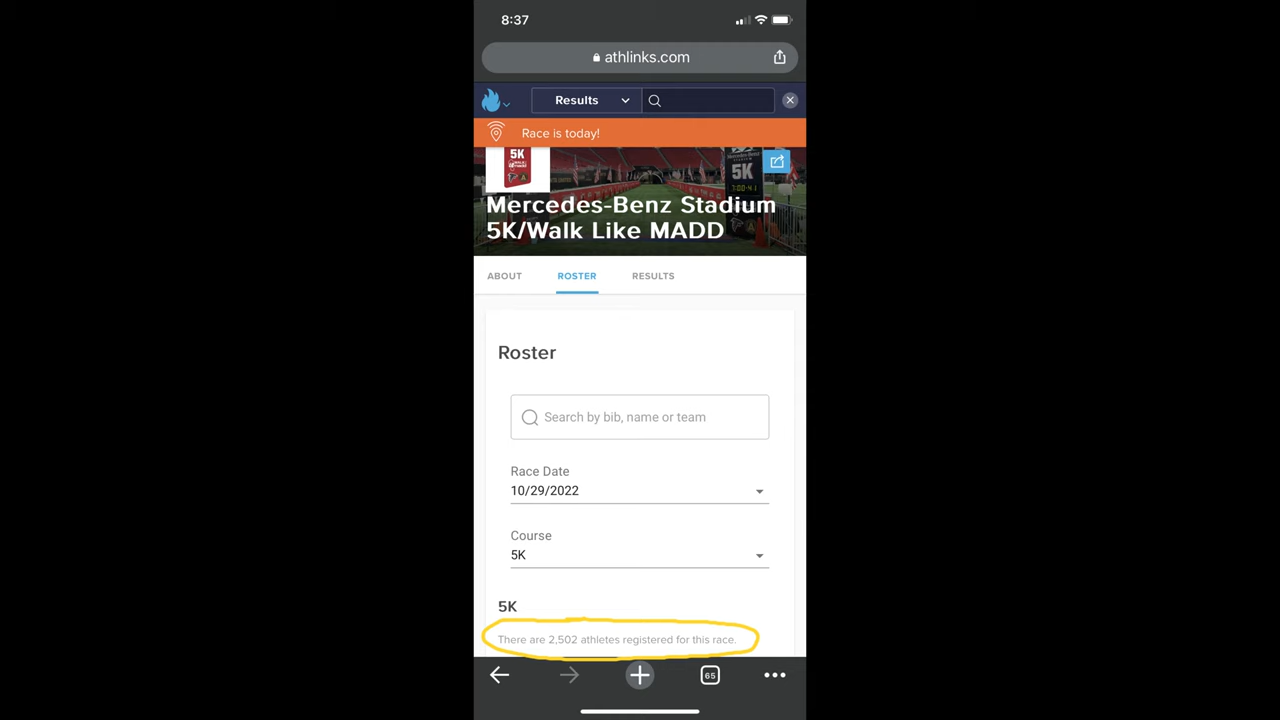 8:37
athlinks.com
Results
Race is today!
5K
5K
Mercedes-Benz Stadium
5K/Walk Like MADD
ABOUT ROSTER RESULTS
Roster
Search by bib, name or team
Race Date
10/29/2022
Course
5K
5K
There are 2,502 athletes registered for this race.
65